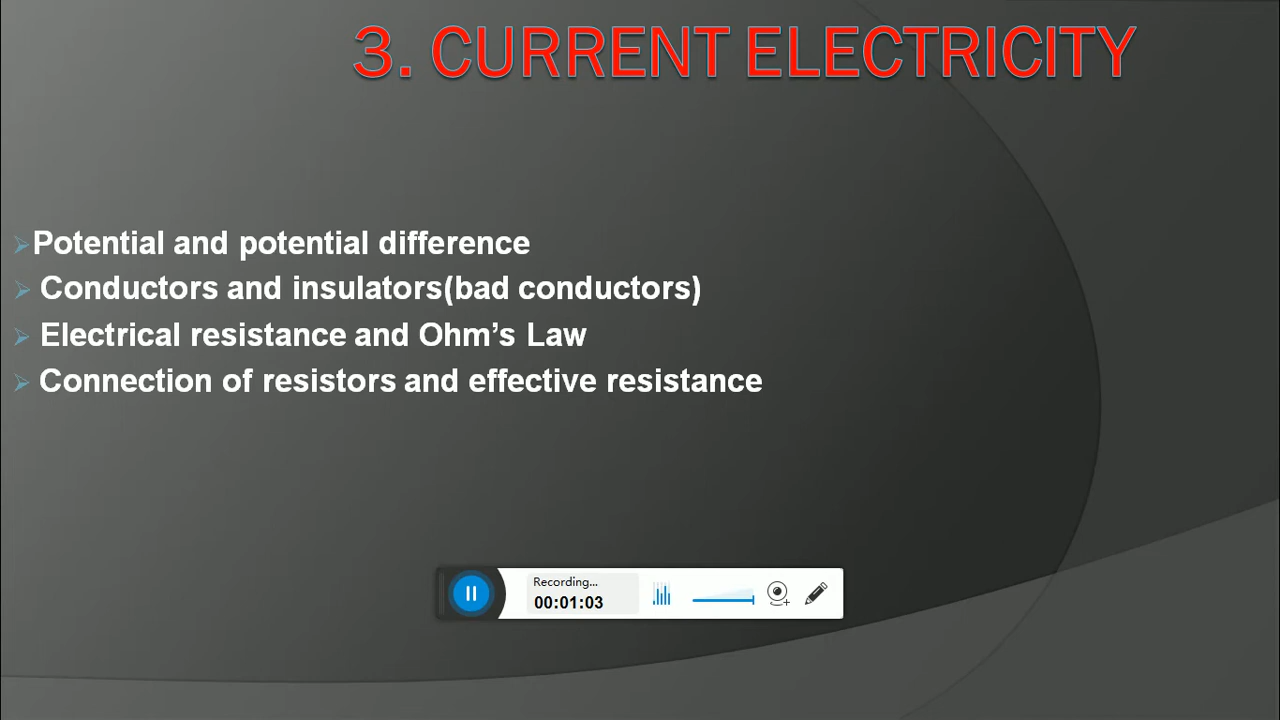 3. CURRENT ELECTRICITY
Potential and potential difference
Conductors and insulators(bad conductors)
Electrical resistance and Ohm’s Law
Connection of resistors and effective resistance
Recording...
00:01:03